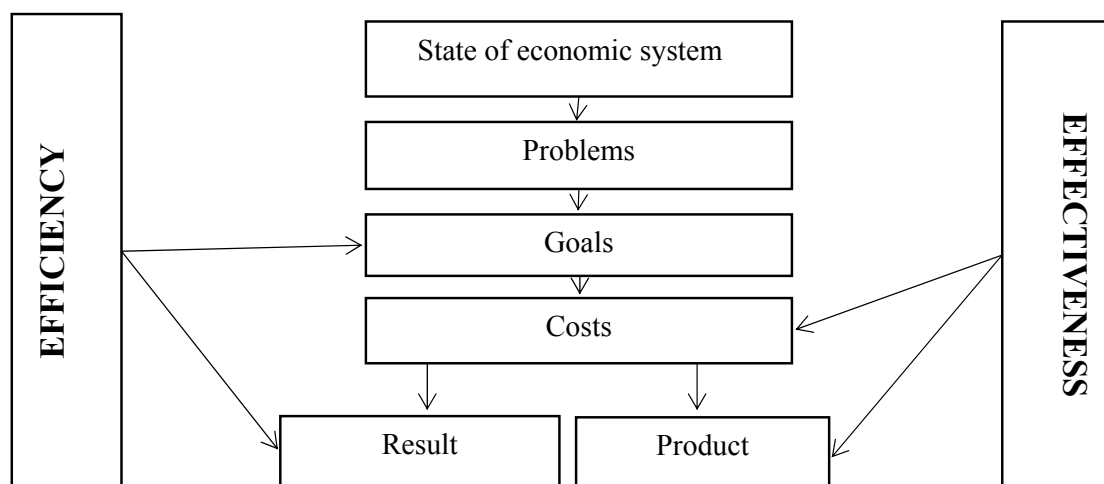 State of economic system
Problems
EFFICIENCY
Goals
EFFECTIVENESS
Costs
Result
Product